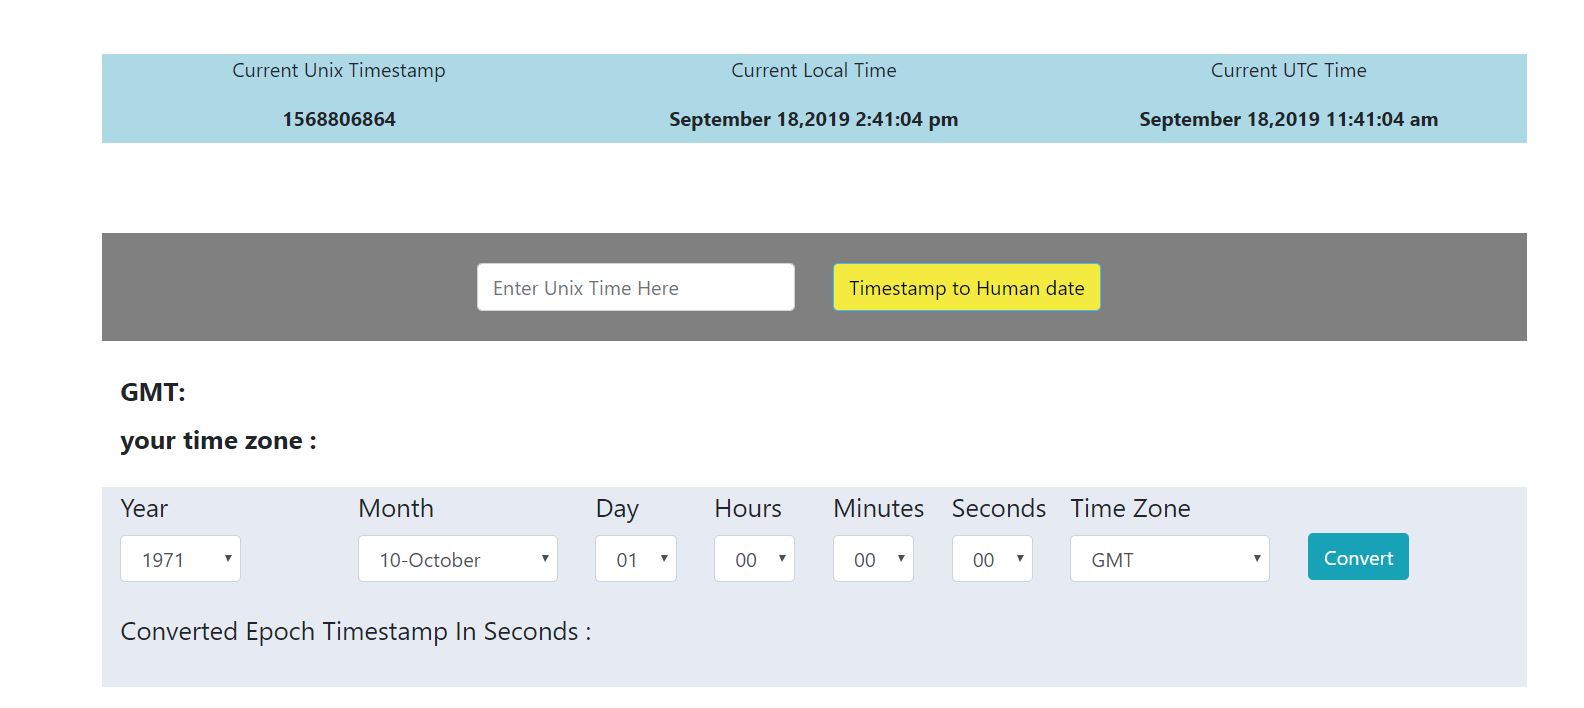 Current Unix Timestamp Current Local Time Current UTC Time
1568806864 September 18,2019 2:41:04 pm September 18,2019 11:41:04 am
Enter Unix Time Here Timestamp to Human date
GMT:
your time zone :
Year Month Day Hours Minutes Seconds Time Zone
1971 10-October 01 00 00 00 GMT Convert
Converted Epoch Timestamp In Seconds :